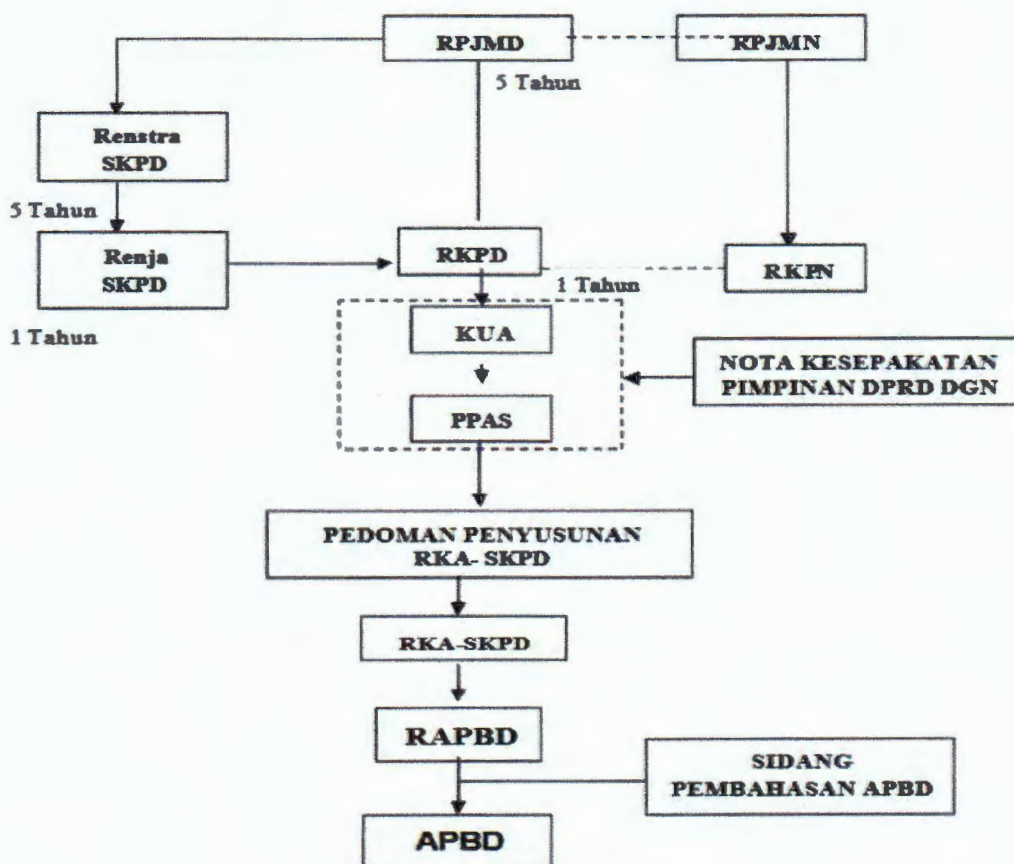 RPJMD
RPJMN
5 Tahun
Renstra
SKPD
5 Tahun
Renja
SKPD
1 Tahun
RKPD
1 Tahun
RKPN
KUA
PPAS
NOTA KESEPAKATAN
PIMPINAN DPRD DGN
PEDOMAN PENYUSUNAN
RKA- SKPD
RKA-SKPD
RAPBD
SIDANG
PEMBAHASAN APBD
APBD